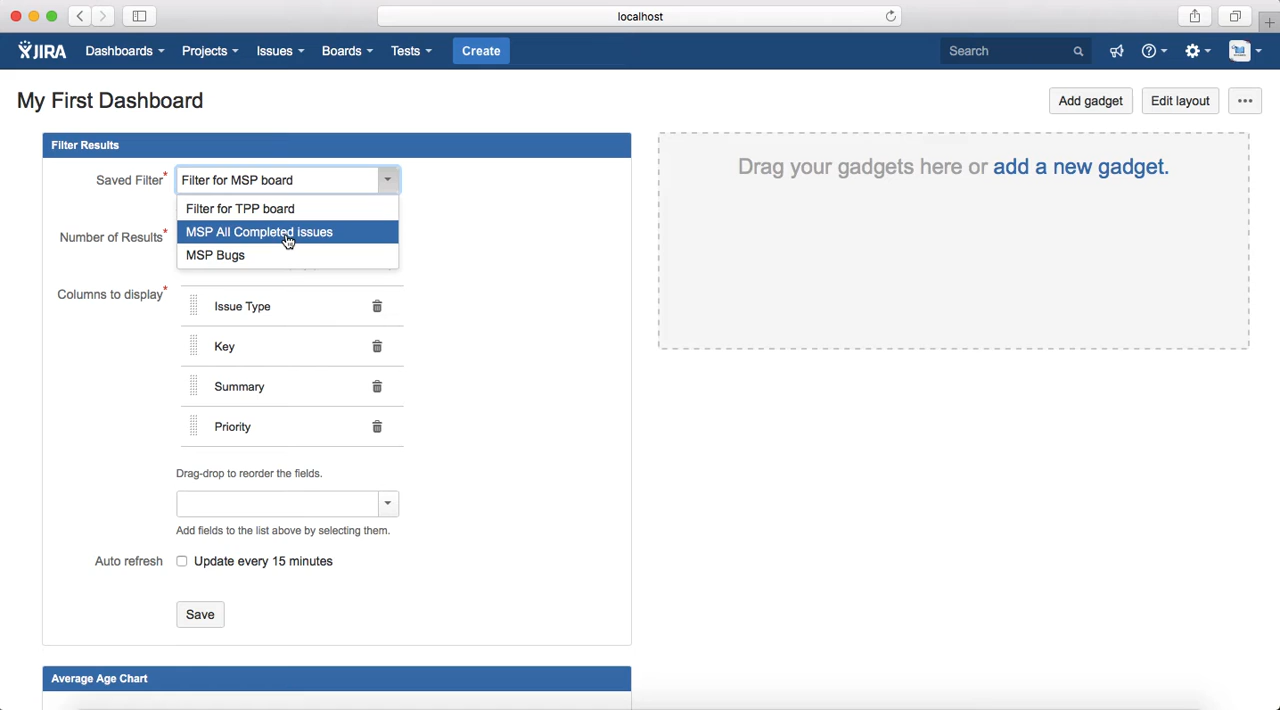 localhost
JIRA
Dashboards Projects Issues Boards Tests Create Search
My First Dashboard
Add gadget Edit layout
Filter Results
Saved Filter* Filter for MSP board
Filter for TPP board
MSP All Completed issues
MSP Bugs
Number of Results*
Columns to display*
Issue Type
Key
Summary
Priority
Drag-drop to reorder the fields.
Add fields to the list above by selecting them.
Auto refresh Update every 15 minutes
Save
Average Age Chart
Drag your gadgets here or add a new gadget.